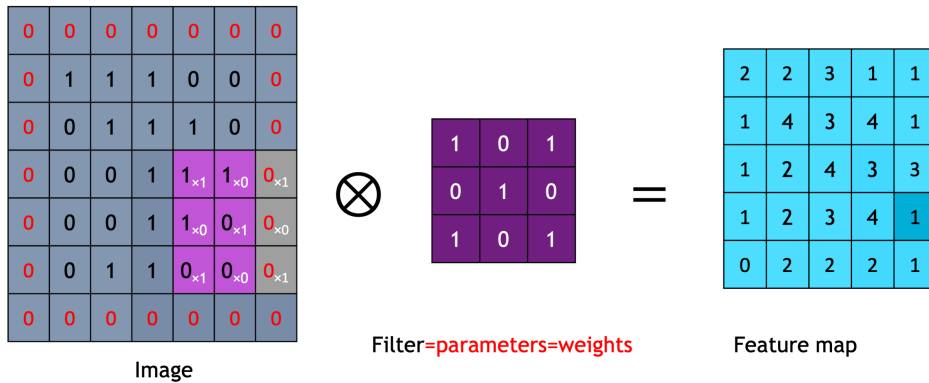 0 0 0 0 0 0 0
0 1 1 1 0 0 0
0 0 1 1 1 0 0
0 0 0 1 1×1 1×0 0×1
0 0 0 1 1×0 0×1 0×0
0 0 1 1 0×1 0×0 0×1
0 0 0 0 0 0 0
Image
⊗
1 0 1
0 1 0
1 0 1
Filter=parameters=weights
=
2 2 3 1 1
1 4 3 4 1
1 2 4 3 3
1 2 3 4 1
0 2 2 2 1
Feature map